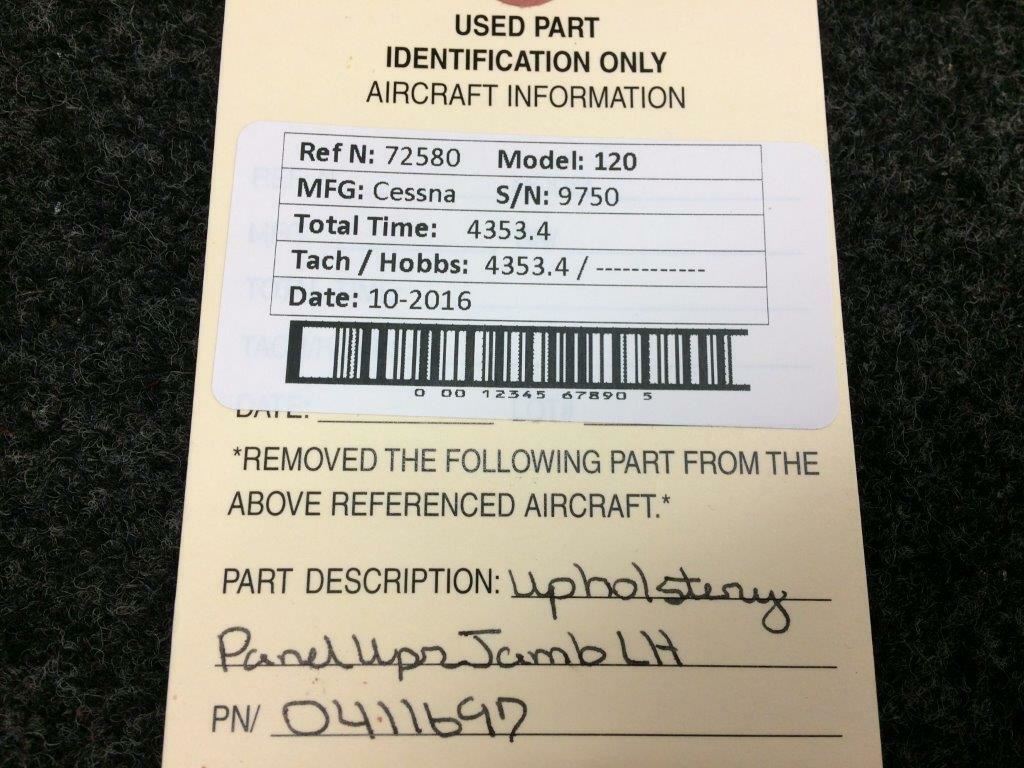 USED PART
IDENTIFICATION ONLY
AIRCRAFT INFORMATION
Ref N: 72580 Model: 120
MFG: Cessna S/N: 9750
Total Time: 4353.4
Tach / Hobbs: 4353.4 / ------------
Date: 10-2016
0 00 12345 67890 5
DATE:
*REMOVED THE FOLLOWING PART FROM THE
ABOVE REFERENCED AIRCRAFT.*
PART DESCRIPTION: Upholstery
Panel Upr Jamb LH
PN/ 0411697